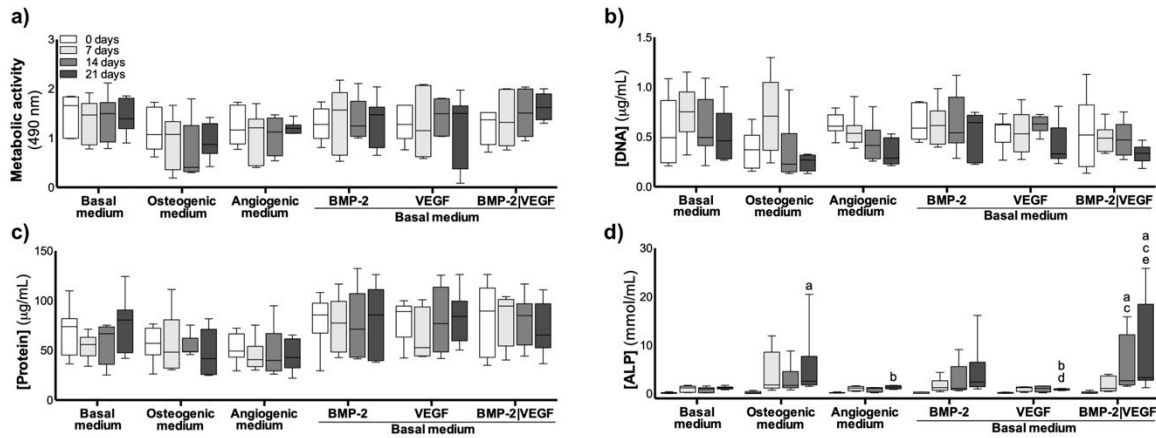 a)
Metabolic activity
(490 nm)
3
2
1
0
0 days
7 days
14 days
21 days
Basal
medium
Osteogenic
medium
Angiogenic
medium
BMP-2
VEGF
BMP-2|VEGF
Basal medium
b)
[DNA] (µg/mL)
1.5
1.0
0.5
0.0
Basal
medium
Osteogenic
medium
Angiogenic
medium
BMP-2
VEGF
BMP-2|VEGF
Basal medium
c)
[Protein] (µg/mL)
150
100
50
0
Basal
medium
Osteogenic
medium
Angiogenic
medium
BMP-2
VEGF
BMP-2|VEGF
Basal medium
d)
[ALP] (mmol/mL)
30
20
10
0
a
b
b
d
a
c
a
c
e
Basal
medium
Osteogenic
medium
Angiogenic
medium
BMP-2
VEGF
BMP-2|VEGF
Basal medium